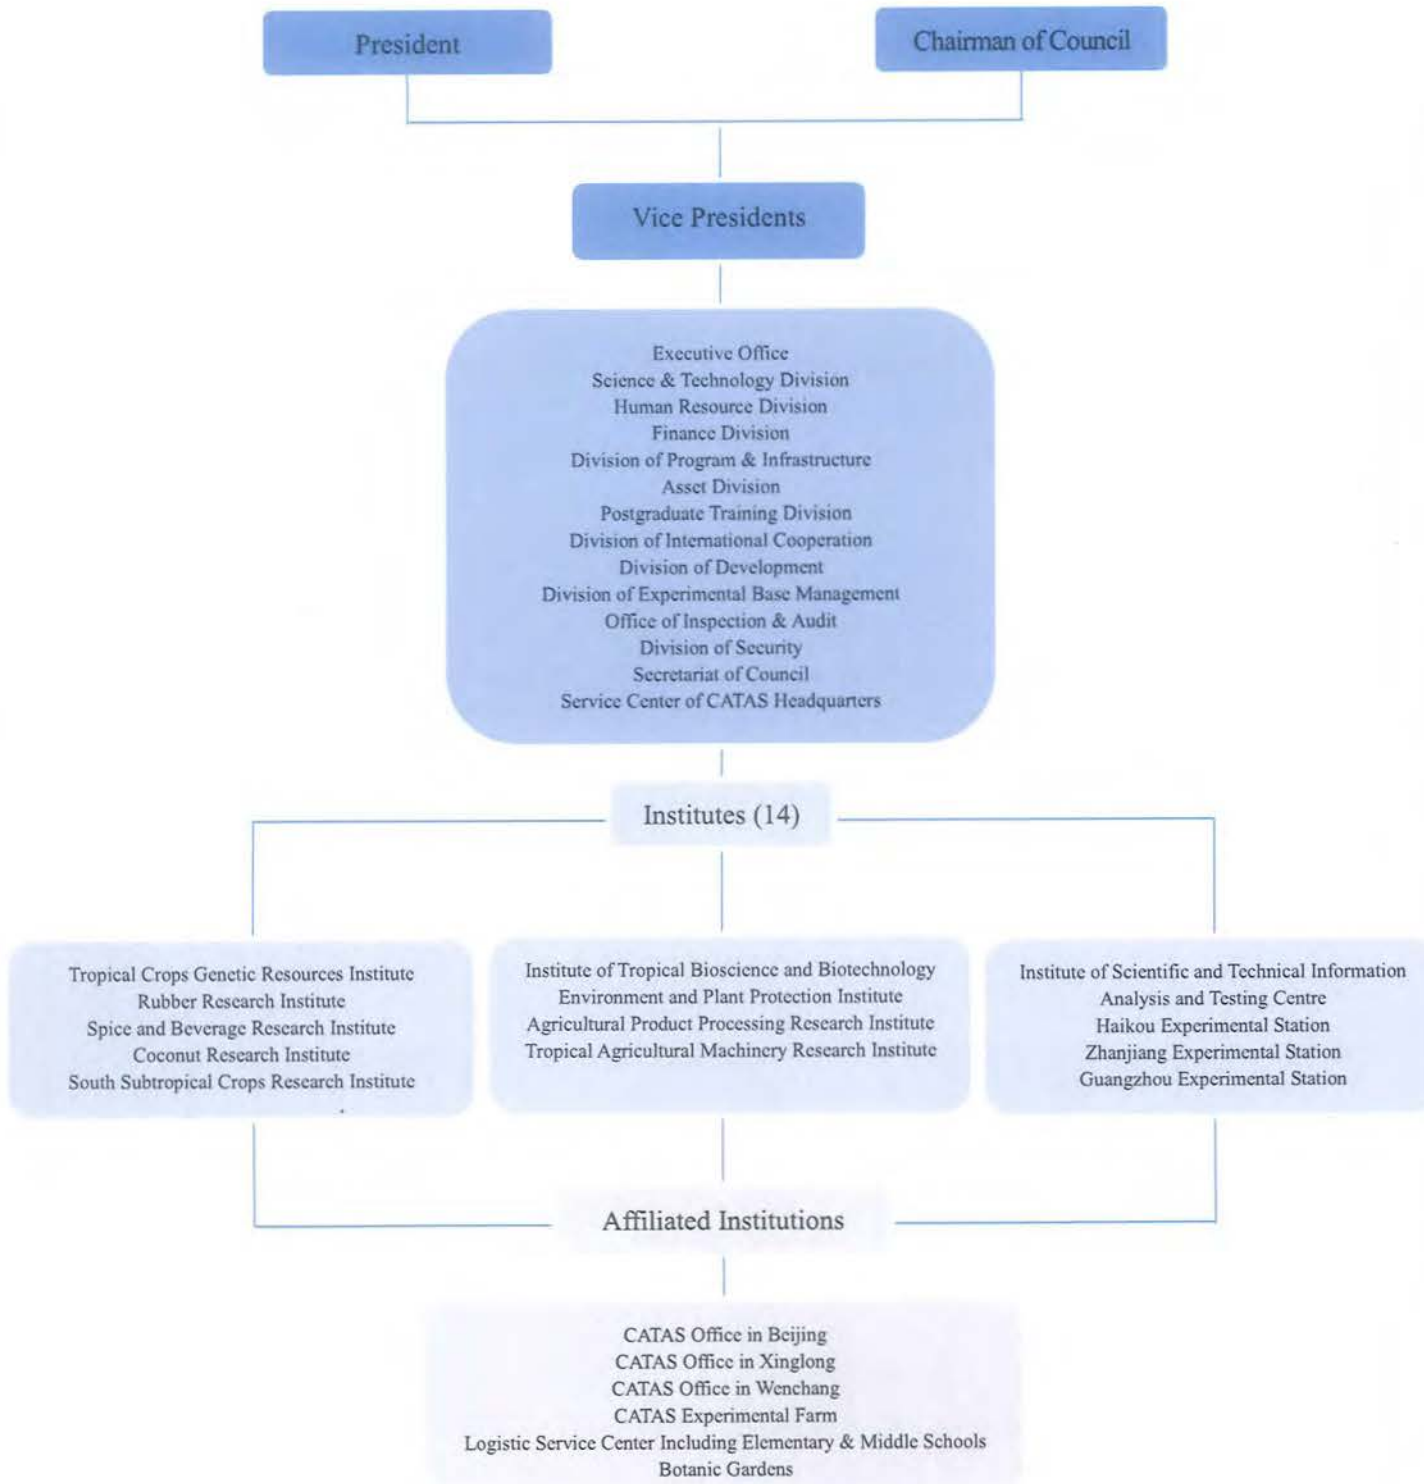 President
Chairman of Council
Vice Presidents
Executive Office
Science & Technology Division
Human Resource Division
Finance Division
Division of Program & Infrastructure
Asset Division
Postgraduate Training Division
Division of International Cooperation
Division of Development
Division of Experimental Base Management
Office of Inspection & Audit
Division of Security
Secretariat of Council
Service Center of CATAS Headquarters
Institutes (14)
Tropical Crops Genetic Resources Institute
Rubber Research Institute
Spice and Beverage Research Institute
Coconut Research Institute
South Subtropical Crops Research Institute
Institute of Tropical Bioscience and Biotechnology
Environment and Plant Protection Institute
Agricultural Product Processing Research Institute
Tropical Agricultural Machinery Research Institute
Institute of Scientific and Technical Information
Analysis and Testing Centre
Haikou Experimental Station
Zhanjiang Experimental Station
Guangzhou Experimental Station
Affiliated Institutions
CATAS Office in Beijing
CATAS Office in Xinglong
CATAS Office in Wenchang
CATAS Experimental Farm
Logistic Service Center Including Elementary & Middle Schools
Botanic Gardens